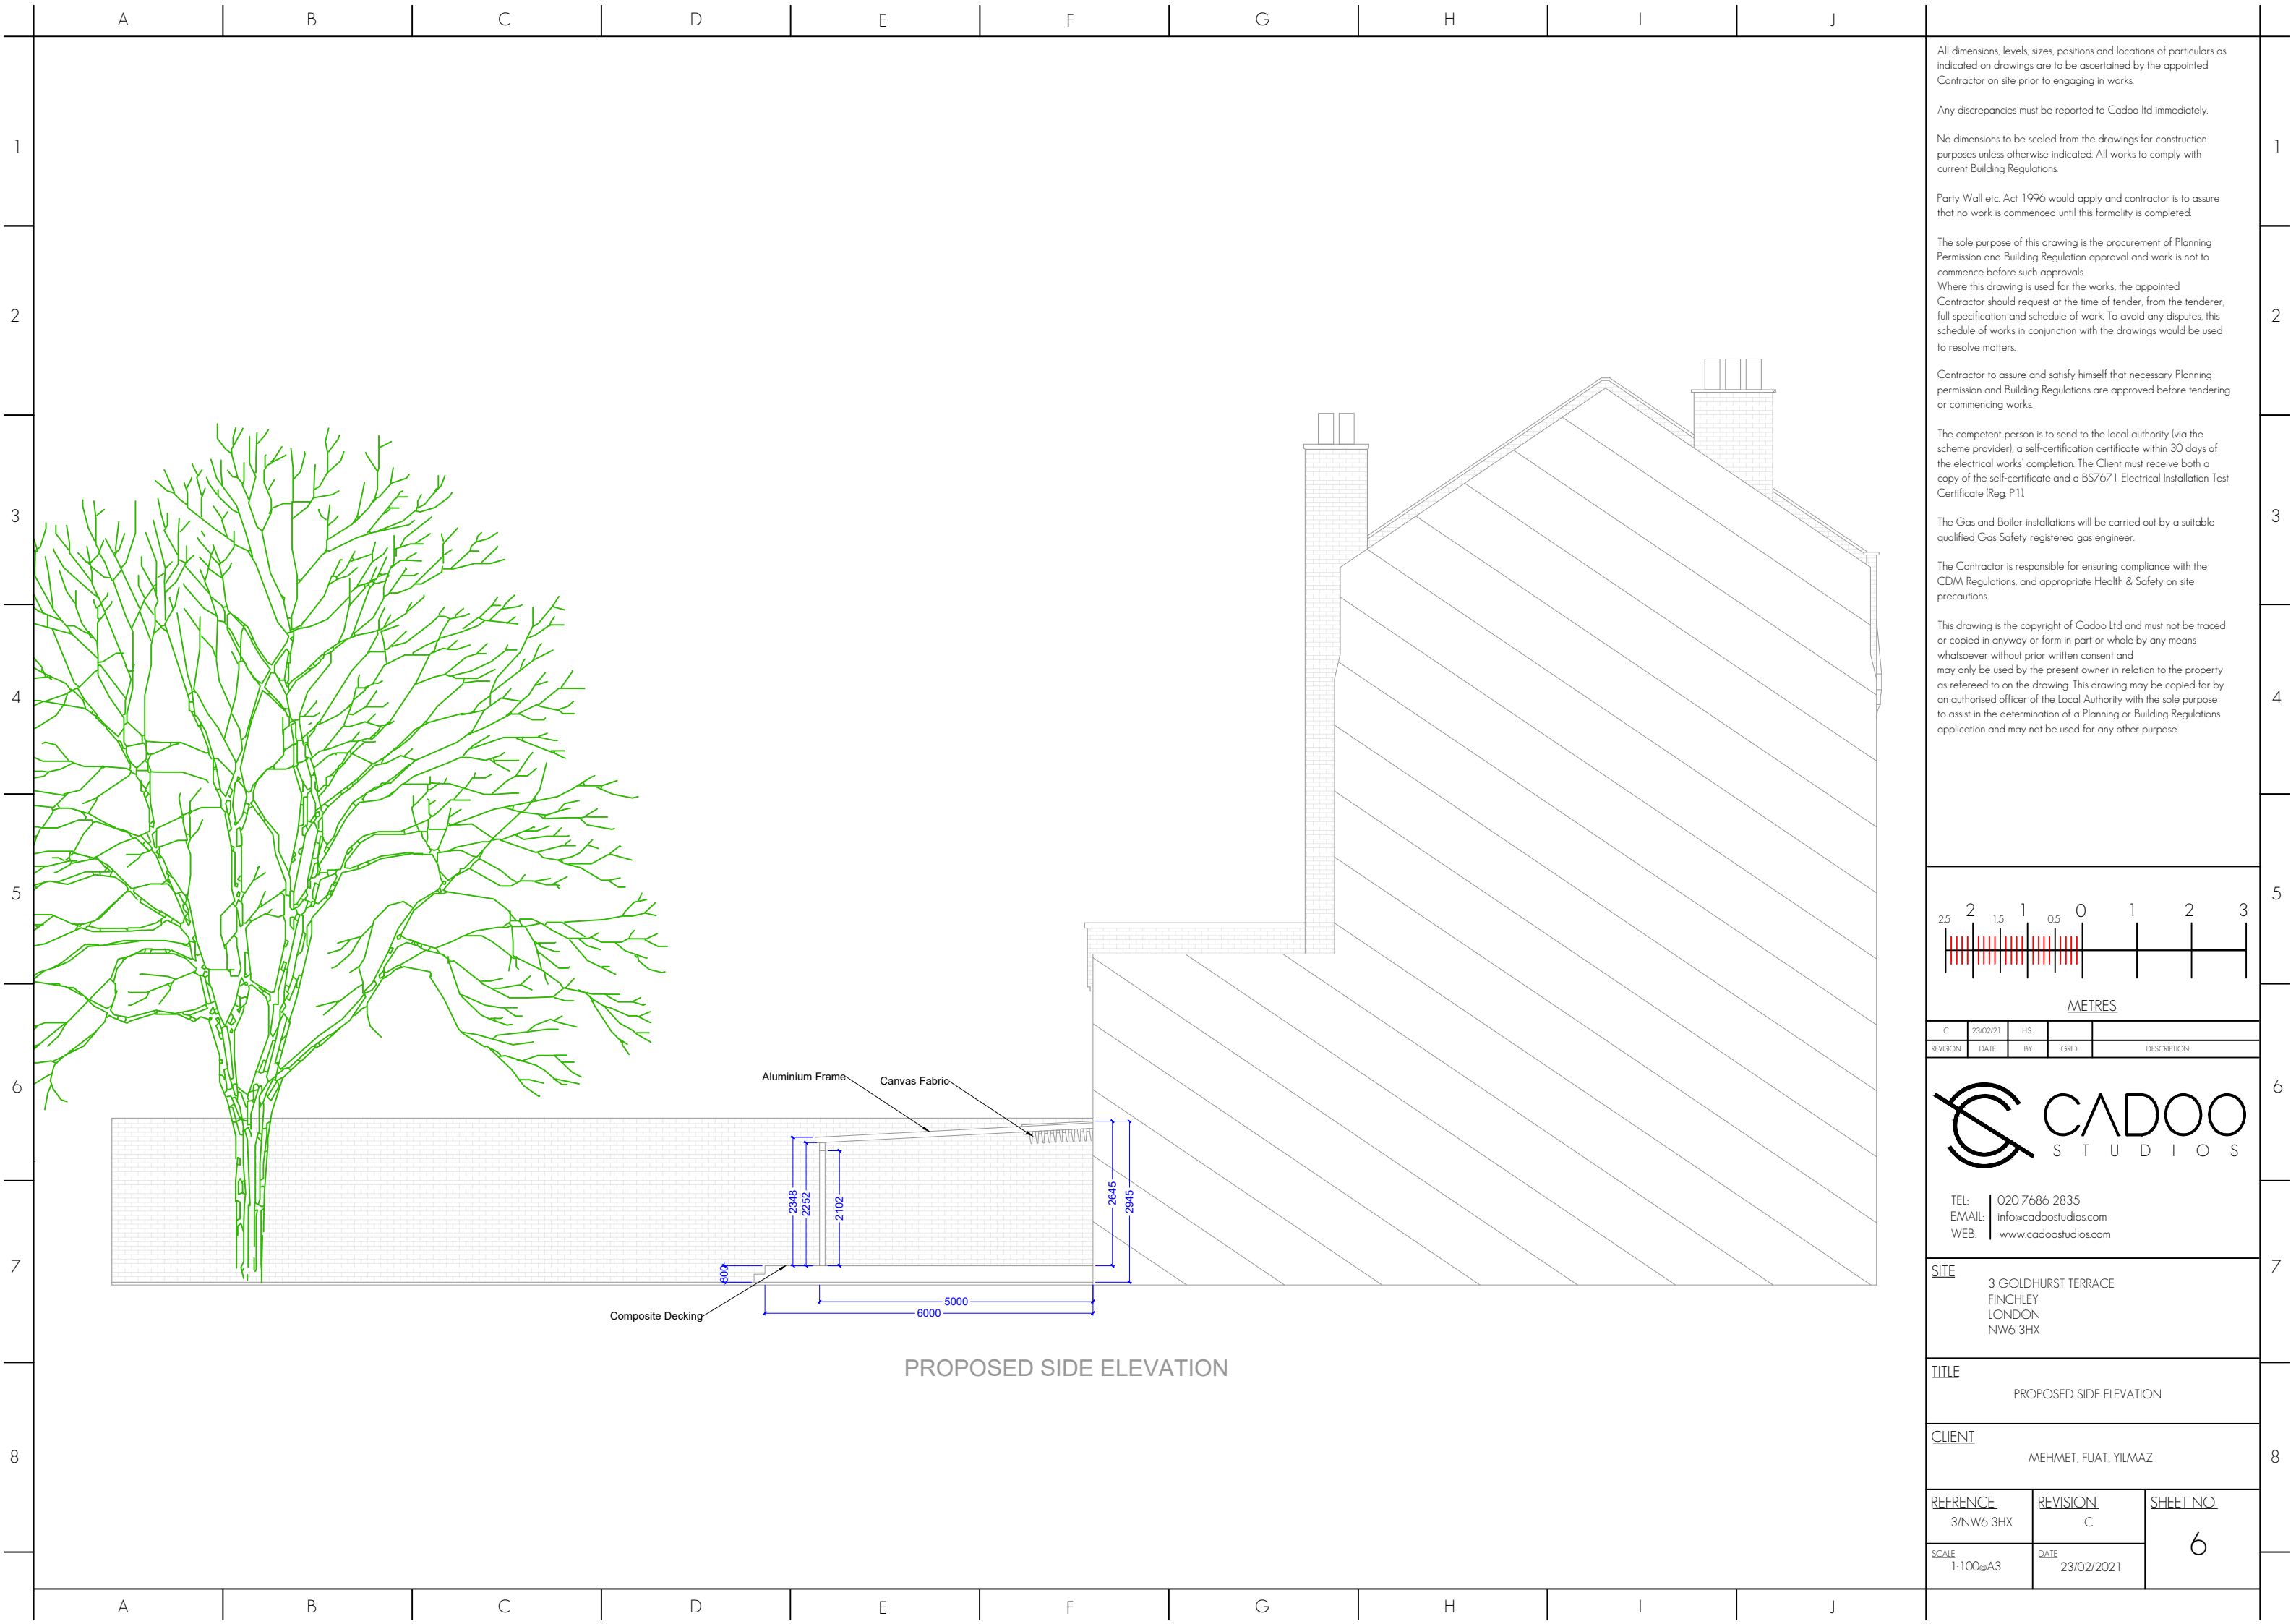 A B C D E F G H I J
1 1
2 2
3 3
4 4
5 5
6 6
7 7
8 8
A B C D E F G H I J
Aluminium Frame
Canvas Fabric
2348
2252
2102
2645
2945
300
5000
6000
Composite Decking
PROPOSED SIDE ELEVATION
All dimensions, levels, sizes, positions and locations of particulars as
indicated on drawings are to be ascertained by the appointed
Contractor on site prior to engaging in works.
Any discrepancies must be reported to Cadoo ltd immediately.
No dimensions to be scaled from the drawings for construction
purposes unless otherwise indicated. All works to comply with
current Building Regulations.
Party Wall etc. Act 1996 would apply and contractor is to assure
that no work is commenced until this formality is completed.
The sole purpose of this drawing is the procurement of Planning
Permission and Building Regulation approval and work is not to
commence before such approvals.
Where this drawing is used for the works, the appointed
Contractor should request at the time of tender, from the tenderer,
full specification and schedule of work. To avoid any disputes, this
schedule of works in conjunction with the drawings would be used
to resolve matters.
Contractor to assure and satisfy himself that necessary Planning
permission and Building Regulations are approved before tendering
or commencing works.
The competent person is to send to the local authority (via the
scheme provider), a self-certification certificate within 30 days of
the electrical works' completion. The Client must receive both a
copy of the self-certificate and a BS7671 Electrical Installation Test
Certificate (Reg. P1).
The Gas and Boiler installations will be carried out by a suitable
qualified Gas Safety registered gas engineer.
The Contractor is responsible for ensuring compliance with the
CDM Regulations, and appropriate Health & Safety on site
precautions.
This drawing is the copyright of Cadoo Ltd and must not be traced
or copied in anyway or form in part or whole by any means
whatsoever without prior written consent and
may only be used by the present owner in relation to the property
as refereed to on the drawing. This drawing may be copied for by
an authorised officer of the Local Authority with the sole purpose
to assist in the determination of a Planning or Building Regulations
application and may not be used for any other purpose.
2.5 2 1.5 1 0.5 0 1 2 3
METRES
C 23/02/21 HS
REVISION DATE BY GRID DESCRIPTION
CADOO
STUDIOS
TEL: 020 7686 2835
EMAIL: info@cadoostudios.com
WEB: www.cadoostudios.com
SITE
3 GOLDHURST TERRACE
FINCHLEY
LONDON
NW6 3HX
TITLE
PROPOSED SIDE ELEVATION
CLIENT
MEHMET, FUAT, YILMAZ
REFRENCE REVISION SHEET NO
3/NW6 3HX C 6
SCALE DATE
1:100@A3 23/02/2021